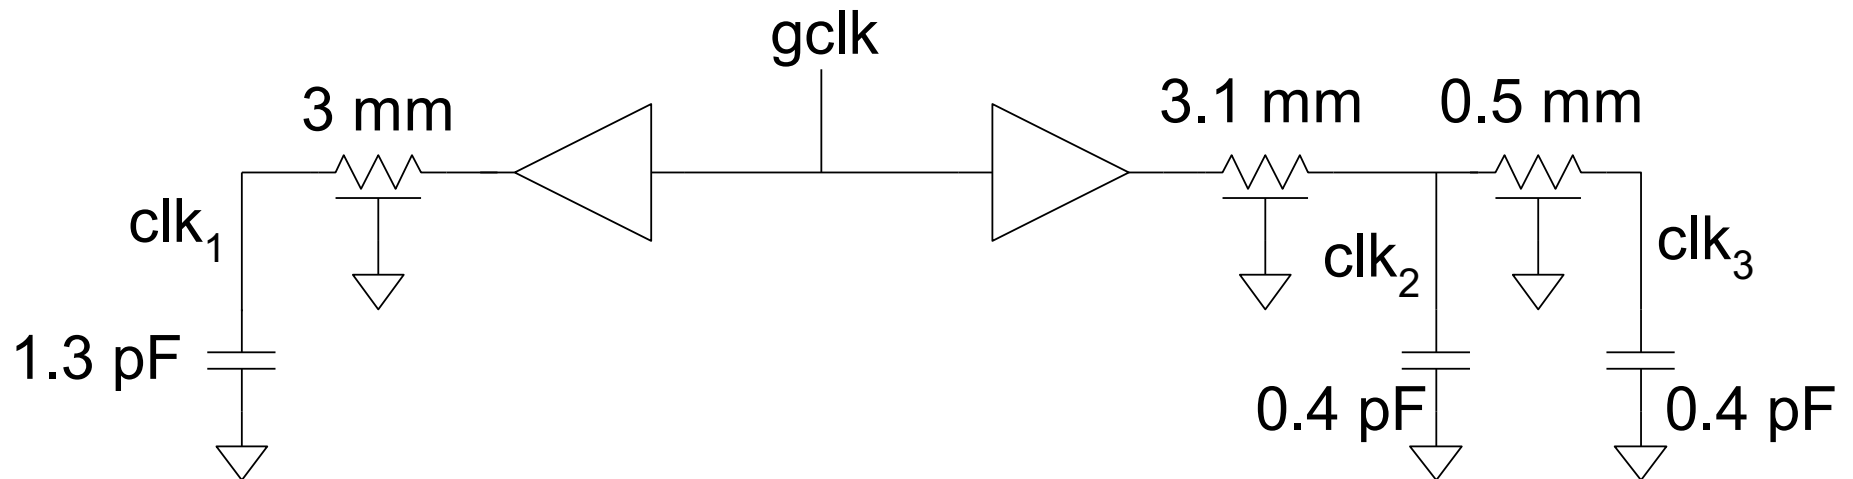 gclk
3 mm
3.1 mm
0.5 mm
clk₁
clk₂
clk₃
1.3 pF
0.4 pF
0.4 pF